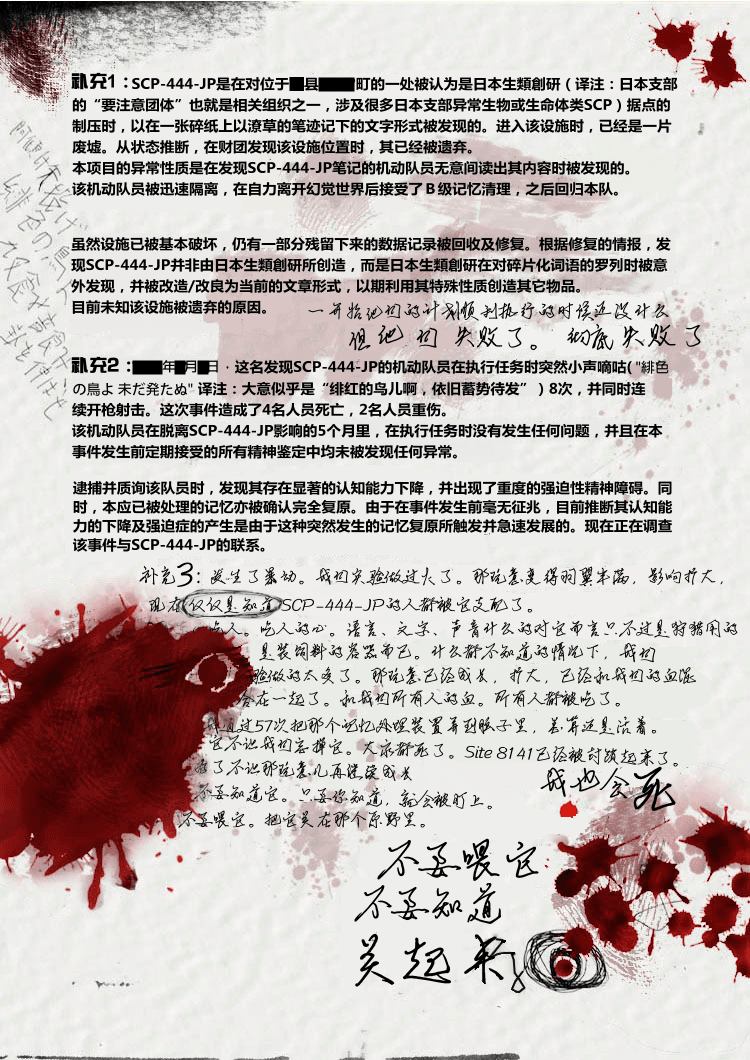 补充1：SCP-444-JP是在对位于█县███町的一处被认为是日本生類創研（译注：日本支部
的“要注意团体”也就是相关组织之一，涉及很多日本支部异常生物或生命体类SCP）据点的
制压时，以在一张碎纸上以潦草的笔迹记下的文字形式被发现的。进入该设施时，已经是一片
废墟。从状态推断，在财团发现该设施位置时，其已经被遗弃。
本项目的异常性质是在发现SCP-444-JP笔记的机动队员无意间读出其内容时被发现的。
该机动队员被迅速隔离，在自力离开幻觉世界后接受了Ｂ级记忆清理，之后回归本队。
虽然设施已被基本破坏，仍有一部分残留下来的数据记录被回收及修复。根据修复的情报，发
现SCP-444-JP并非由日本生類創研所创造，而是日本生類創研在对碎片化词语的罗列时被意
外发现，并被改造/改良为当前的文章形式，以期利用其特殊性质创造其它物品。
目前未知该设施被遗弃的原因。
一开始他们的计划顺利执行的时候还没什么
但他们失败了。彻底失败了
补充2：███年█月█日，这名发现SCP-444-JP的机动队员在执行任务时突然小声嘀咕("緋色
の鳥よ 未だ発たぬ" 译注：大意似乎是“绯红的鸟儿啊，依旧蓄势待发”）8次，并同时连
续开枪射击。这次事件造成了4名人员死亡，2名人员重伤。
该机动队员在脱离SCP-444-JP影响的5个月里，在执行任务时没有发生任何问题，并且在本
事件发生前定期接受的所有精神鉴定中均未被发现任何异常。
逮捕并质询该队员时，发现其存在显著的认知能力下降，并出现了重度的强迫性精神障碍。同
时，本应已被处理的记忆亦被确认完全复原。由于在事件发生前毫无征兆，目前推断其认知能
力的下降及强迫症的产生是由于这种突然发生的记忆复原所触发并急速发展的。现在正在调查
该事件与SCP-444-JP的联系。
补充3：发生了暴动。我们实验做过火了。那玩意变得羽翼丰满，影响扩大，
现在仅仅是知道SCP-444-JP的人都被它支配了。
吃人。吃人的心。语言、文字、声音什么的对它而言只不过是狩猎用的
是装饲料的容器而已。什么都不知道的情况下，我们
验做的太多了。那玩意已经成长，扩大，已经和我们的血混
合在一起了。和我们所有人的血。所有人都被吃了。
过57次把那个记忆处理装置弄到脑子里，差算还是活着。
它不让我们忘掉它。大家都死了。Site 8141已经被封锁起来了。
为了不让那玩意儿再继续成长
不要知道它。只要你知道，就会被盯上。
不要喂它。把它关在那个原野里。
我也会死
不要喂它
不要知道
关起来